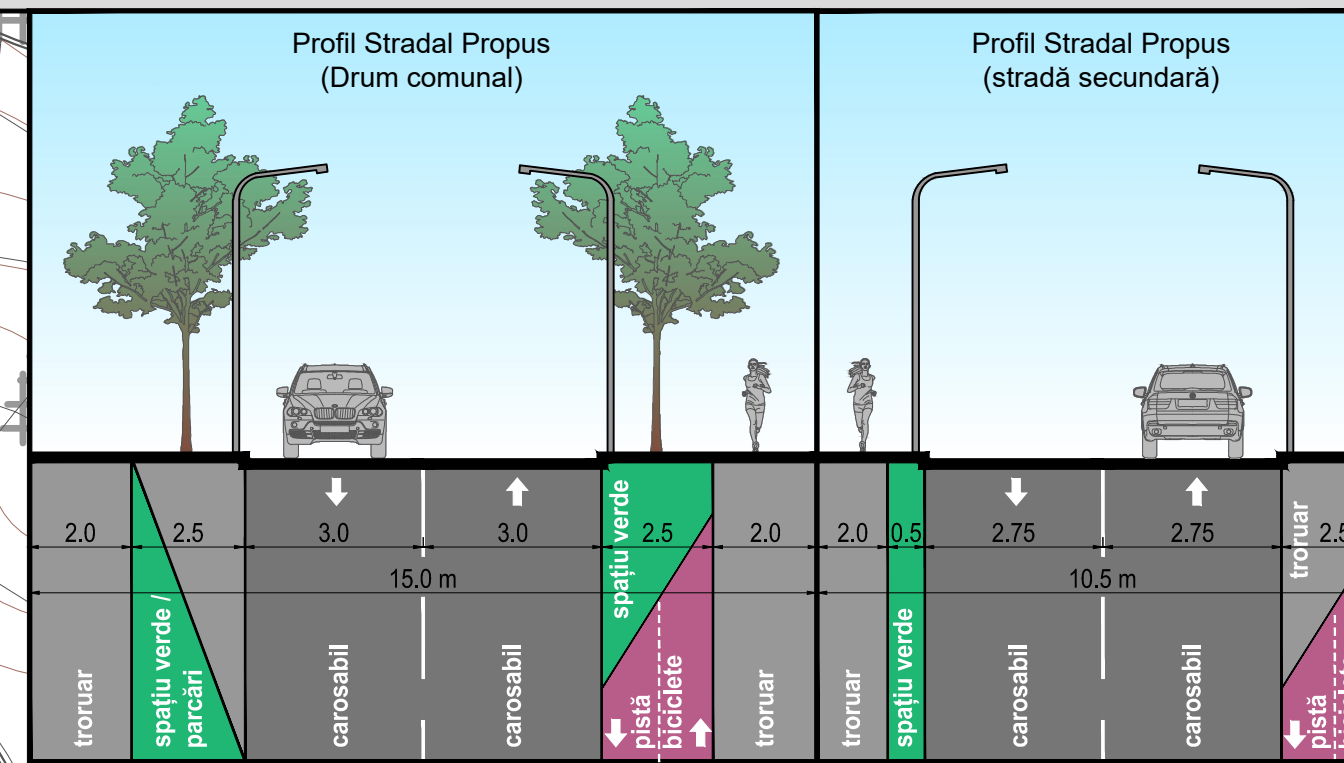 Profil Stradal Propus
(Drum comunal)
2.0
2.5
3.0
3.0
2.5
2.0
15.0 m
troruar
spațiu verde /
parcări
carosabil
carosabil
spațiu verde
pistă
biciclete
troruar
Profil Stradal Propus
(stradă secundară)
2.0
0.5
2.75
2.75
2.5
10.5 m
troruar
spațiu verde
carosabil
carosabil
troruar
pistă